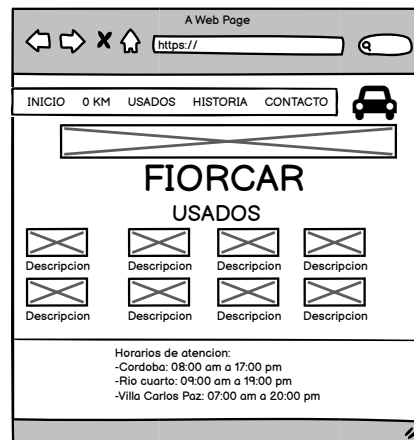 A Web Page
https://
INICIO 0 KM USADOS HISTORIA CONTACTO
FIORCAR
USADOS
Descripcion Descripcion Descripcion Descripcion
Descripcion Descripcion Descripcion Descripcion
Horarios de atencion:
-Cordoba: 08:00 am a 17:00 pm
-Rio cuarto: 09:00 am a 19:00 pm
-Villa Carlos Paz: 07:00 am a 20:00 pm